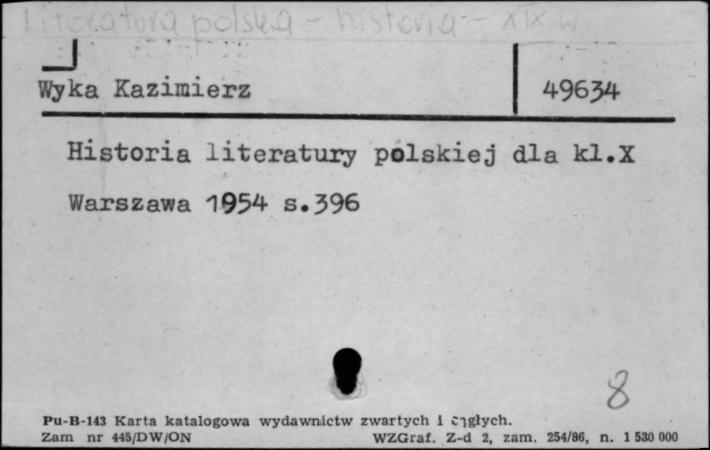 Literatura polska - historia - XIX w
Wyka Kazimierz 49634
Historia literatury polskiej dla kl.X
Warszawa 1954 s.396
8
Pu-B-143 Karta katalogowa wydawnictw zwartych i ciągłych.
Zam nr 445/DW/ON WZGraf. Z-d 2, zam. 254/86, n. 1 530 000